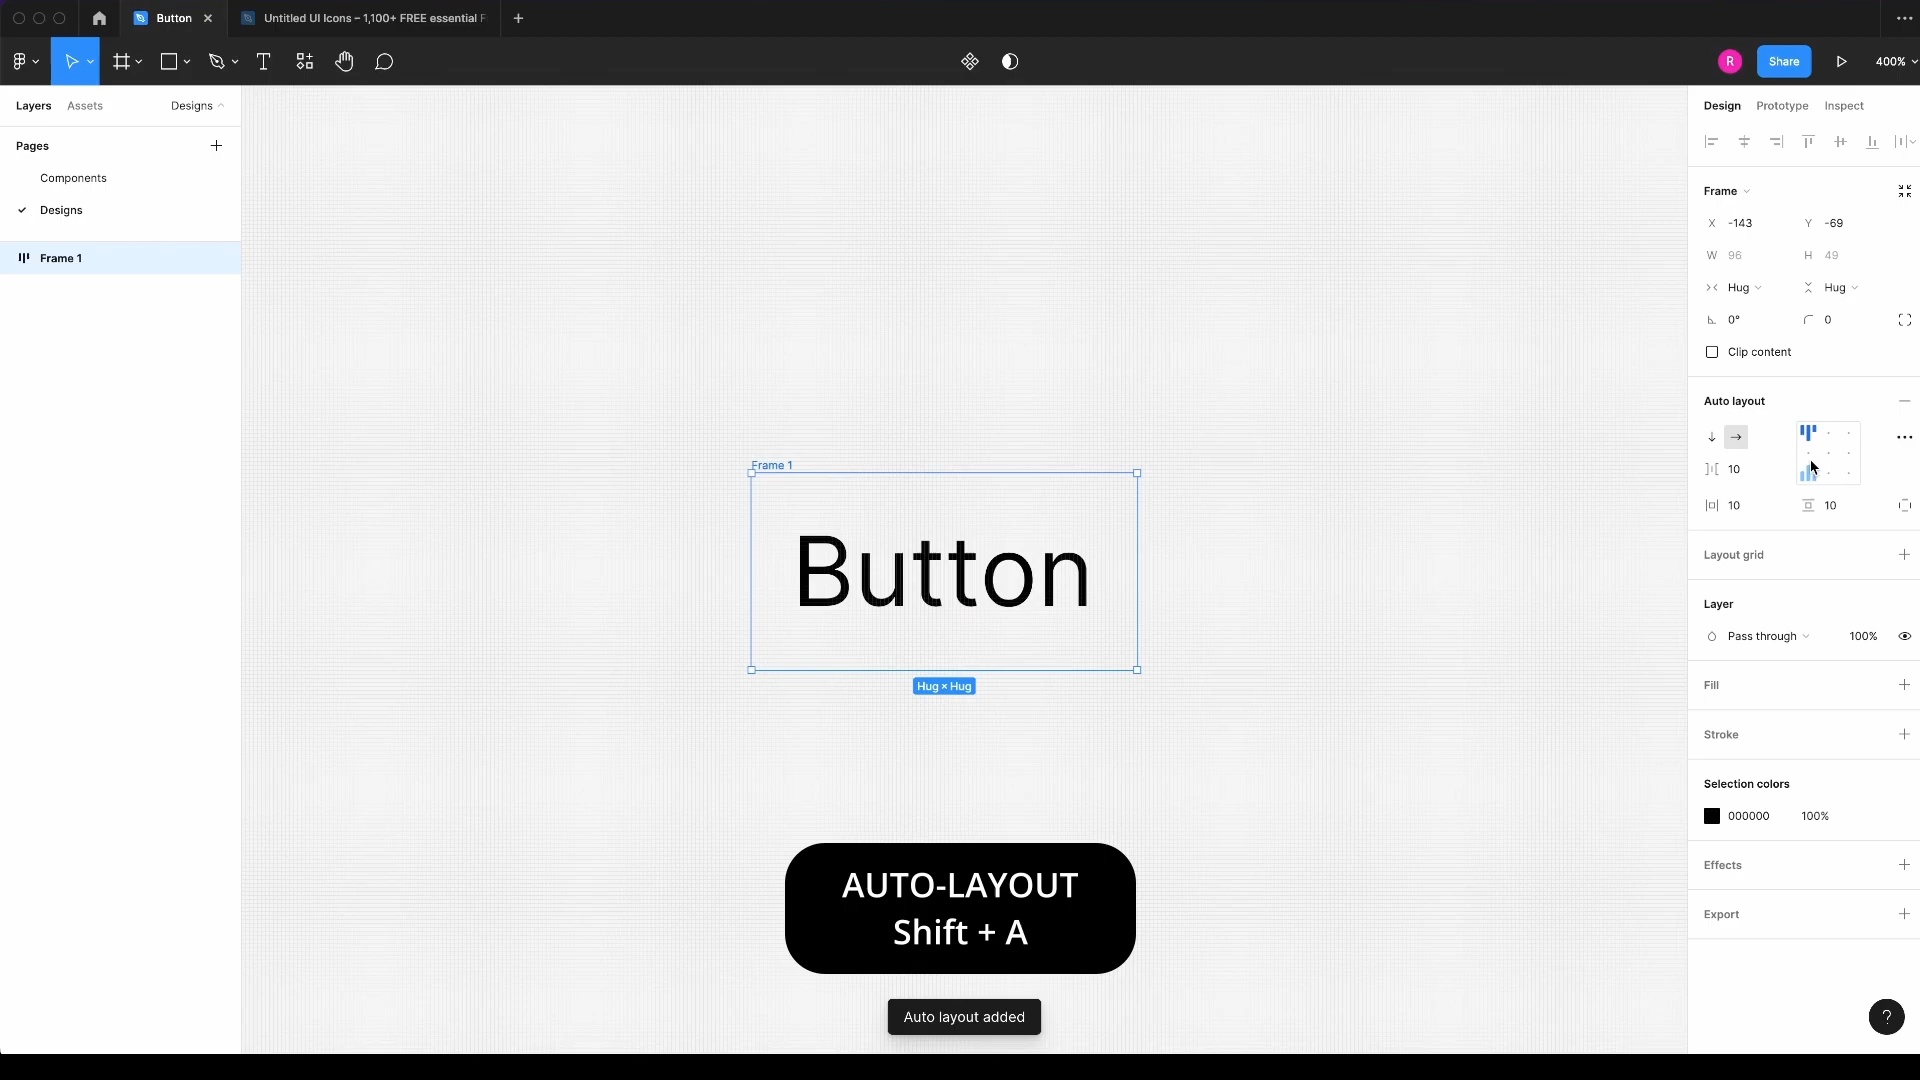 Button
Untitled UI Icons – 1,100+ FREE essential F
R
Share
400%
Layers
Assets
Designs
Pages
Components
Designs
Frame 1
Frame 1
Button
Hug × Hug
AUTO-LAYOUT
Shift + A
Auto layout added
Design
Prototype
Inspect
Frame
X -143
Y -69
W 96
H 49
Hug
Hug
0°
0
Clip content
Auto layout
10
10
10
Layout grid
Layer
Pass through
100%
Fill
Stroke
Selection colors
000000
100%
Effects
Export
?